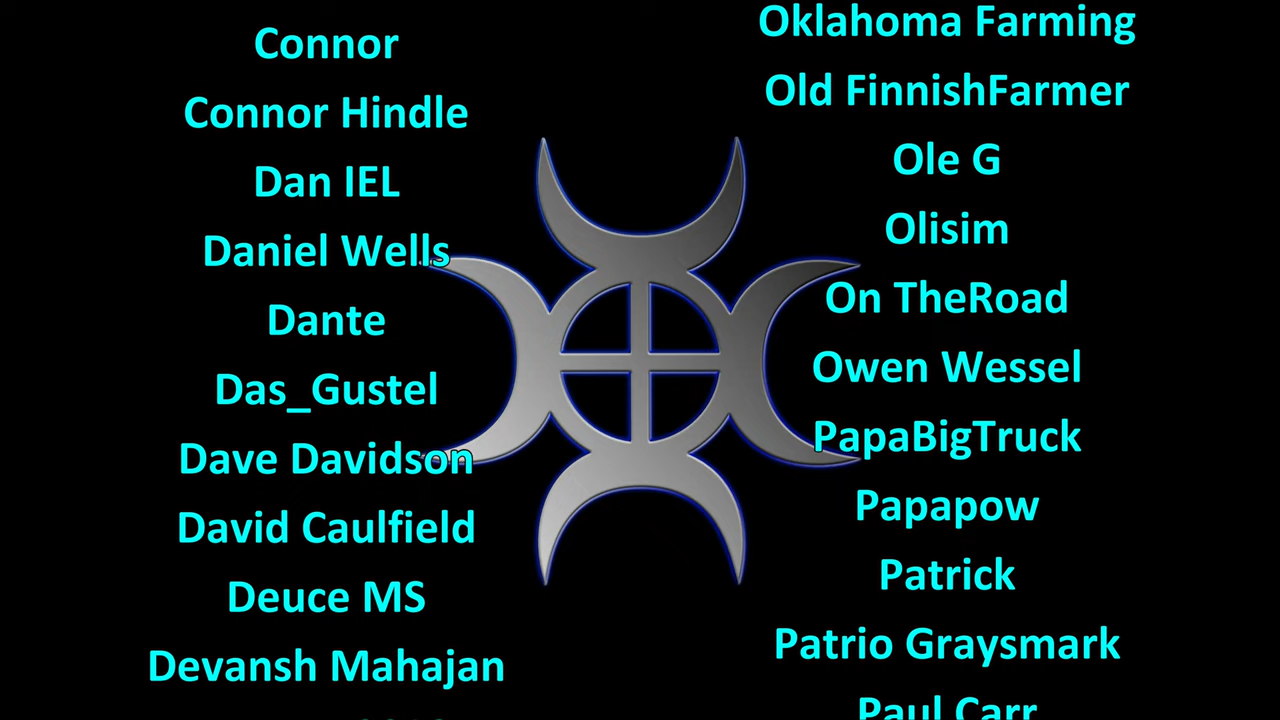 Connor
Connor Hindle
Dan IEL
Daniel Wells
Dante
Das_Gustel
Dave Davidson
David Caulfield
Deuce MS
Devansh Mahajan
Oklahoma Farming
Old FinnishFarmer
Ole G
Olisim
On TheRoad
Owen Wessel
PapaBigTruck
Papapow
Patrick
Patrio Graysmark
Paul Carr